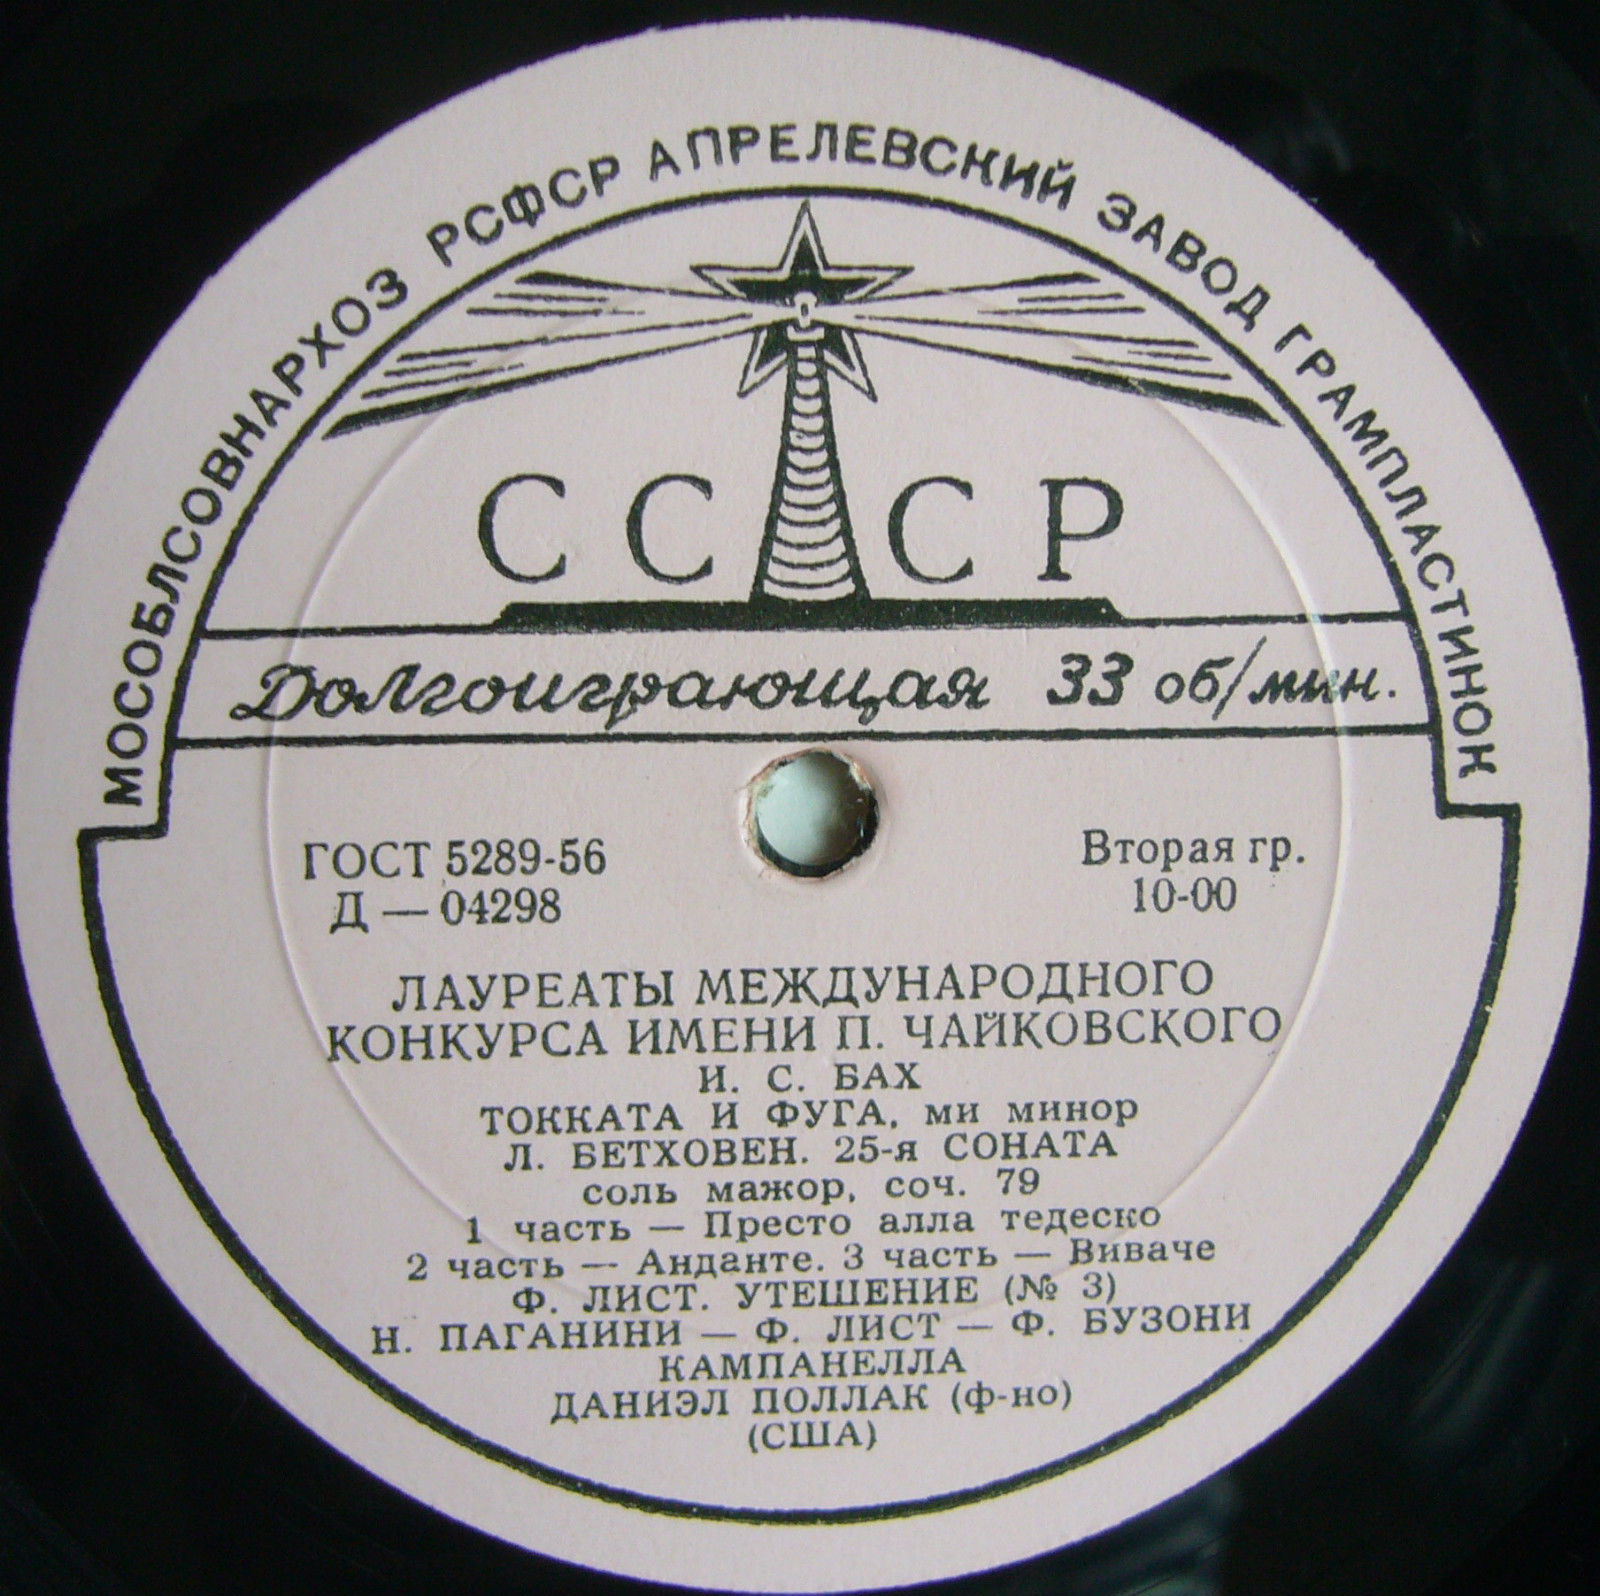 МОСОБЛСОВНАРХОЗ РСФСР АПРЕЛЕВСКИЙ ЗАВОД ГРАМПЛАСТИНОК
СССР
Долгоиграющая 33 об/мин.
ГОСТ 5289-56
Д — 04298
Вторая гр.
10-00
ЛАУРЕАТЫ МЕЖДУНАРОДНОГО
КОНКУРСА ИМЕНИ П. ЧАЙКОВСКОГО
И. С. БАХ
ТОККАТА И ФУГА, ми минор
Л. БЕТХОВЕН. 25-я СОНАТА
соль мажор, соч. 79
1 часть — Престо алла тедеско
2 часть — Анданте. 3 часть — Виваче
Ф. ЛИСТ. УТЕШЕНИЕ (№ 3)
Н. ПАГАНИНИ — Ф. ЛИСТ — Ф. БУЗОНИ
КАМПАНЕЛЛА
ДАНИЭЛ ПОЛЛАК (ф-но)
(США)